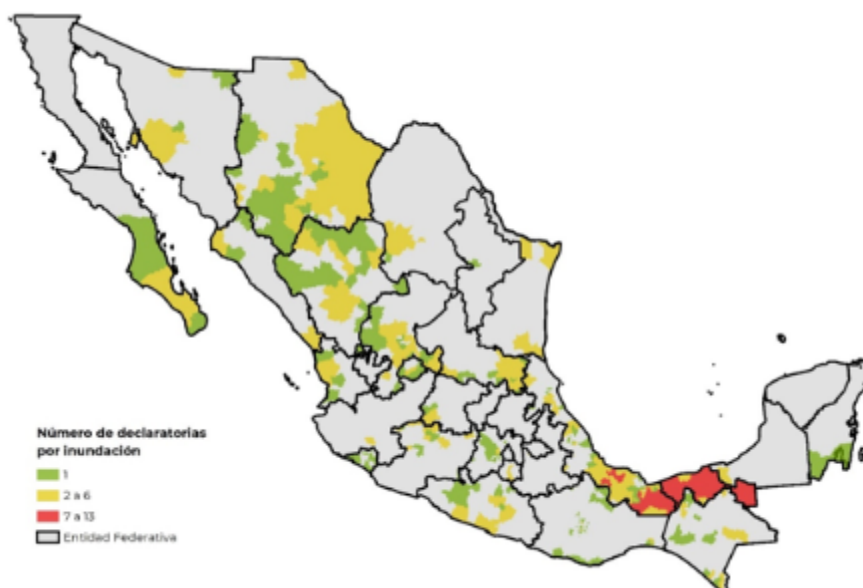 Número de declaratorias
por inundación
1
2 a 6
7 a 13
Entidad Federativa